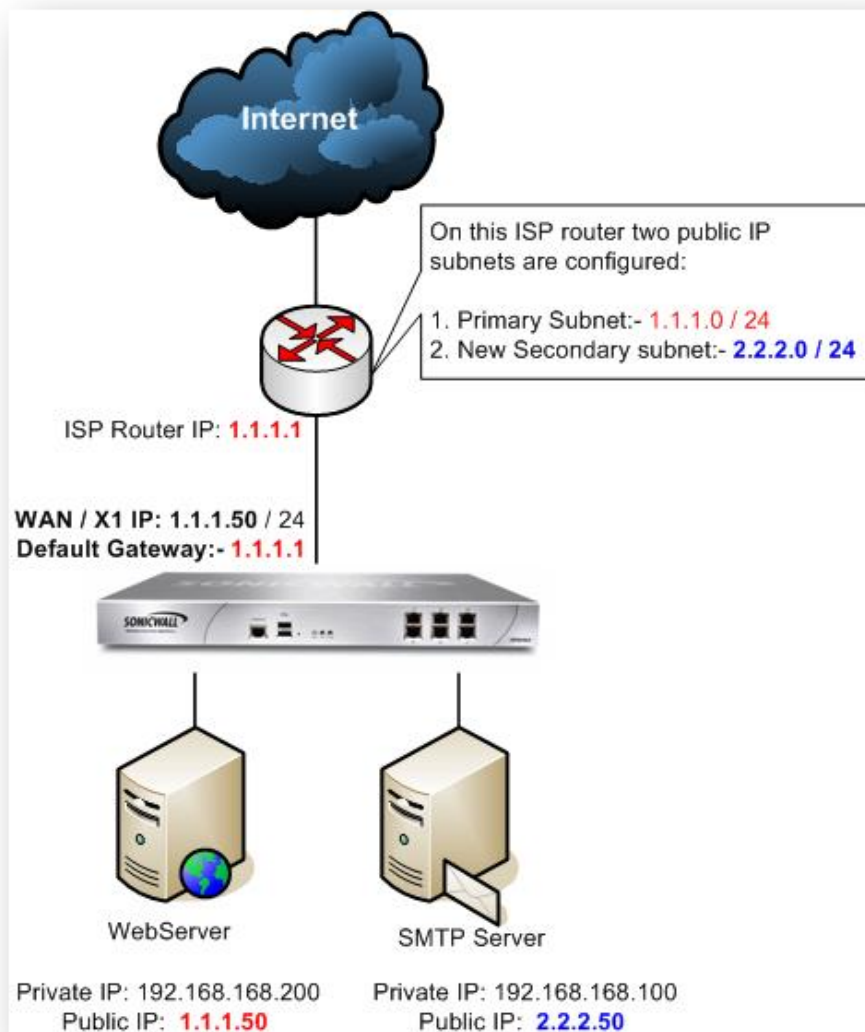 Internet
On this ISP router two public IP
subnets are configured:
1. Primary Subnet:- 1.1.1.0 / 24
2. New Secondary subnet:- 2.2.2.0 / 24
ISP Router IP: 1.1.1.1
WAN / X1 IP: 1.1.1.50 / 24
Default Gateway:- 1.1.1.1
SONICWALL
WebServer
SMTP Server
Private IP: 192.168.168.200
Public IP: 1.1.1.50
Private IP: 192.168.168.100
Public IP: 2.2.2.50